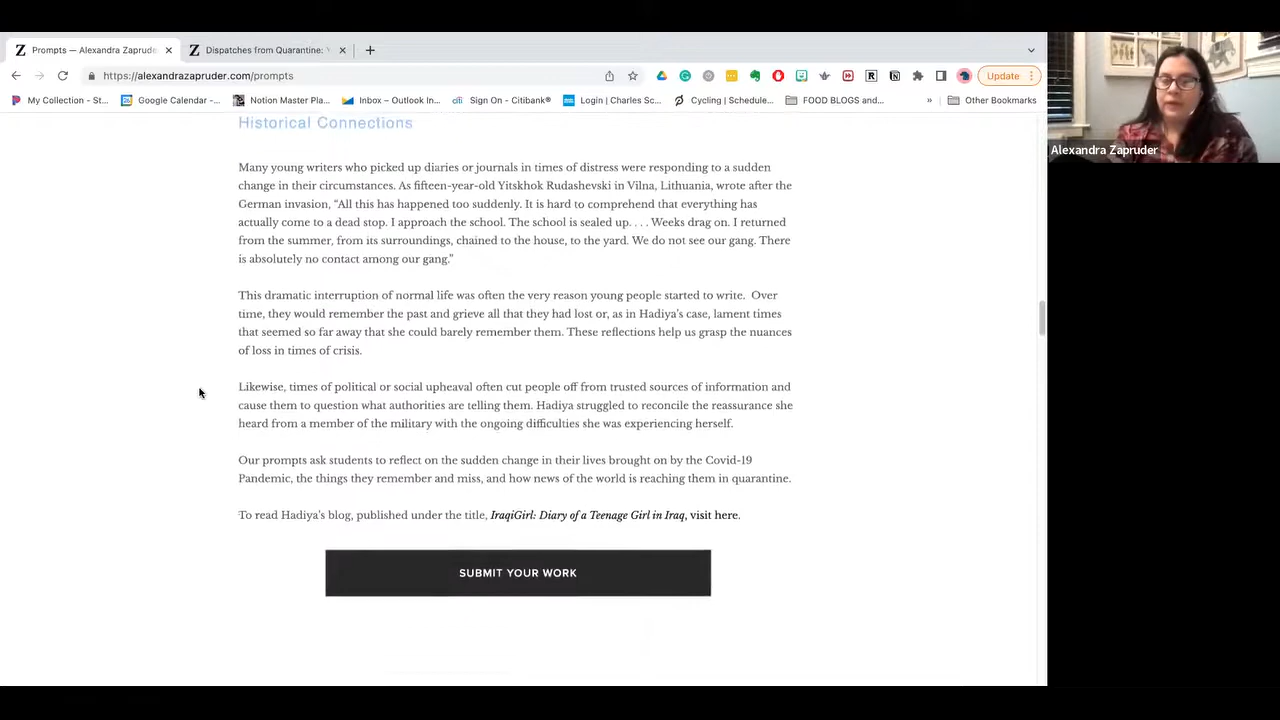 Prompts — Alexandra Zaprude
Dispatches from Quarantine: Y
https://alexandrazapruder.com/prompts
Update
My Collection - St...
Google Calendar -...
Notion Master Pla...
Inbox – Outlook In...
Sign On - Citibank®
Login | Charles Sc...
Cycling | Schedule...
FOOD BLOGS and...
»
Other Bookmarks
Alexandra Zapruder
Historical Connections
Many young writers who picked up diaries or journals in times of distress were responding to a sudden
change in their circumstances. As fifteen-year-old Yitskhok Rudashevski in Vilna, Lithuania, wrote after the
German invasion, “All this has happened too suddenly. It is hard to comprehend that everything has
actually come to a dead stop. I approach the school. The school is sealed up. . . . Weeks drag on. I returned
from the summer, from its surroundings, chained to the house, to the yard. We do not see our gang. There
is absolutely no contact among our gang.”
This dramatic interruption of normal life was often the very reason young people started to write. Over
time, they would remember the past and grieve all that they had lost or, as in Hadiya’s case, lament times
that seemed so far away that she could barely remember them. These reflections help us grasp the nuances
of loss in times of crisis.
Likewise, times of political or social upheaval often cut people off from trusted sources of information and
cause them to question what authorities are telling them. Hadiya struggled to reconcile the reassurance she
heard from a member of the military with the ongoing difficulties she was experiencing herself.
Our prompts ask students to reflect on the sudden change in their lives brought on by the Covid-19
Pandemic, the things they remember and miss, and how news of the world is reaching them in quarantine.
To read Hadiya’s blog, published under the title, IraqiGirl: Diary of a Teenage Girl in Iraq, visit here.
SUBMIT YOUR WORK